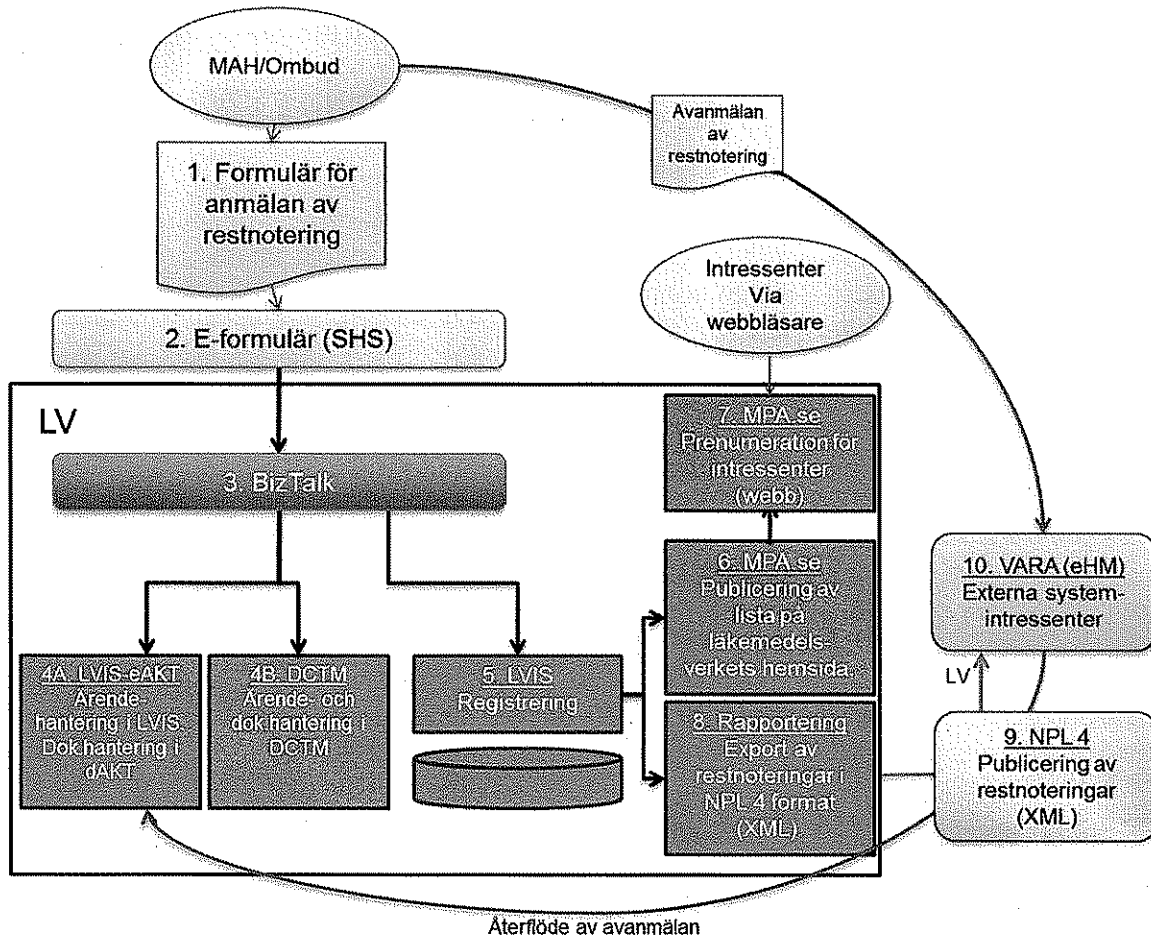 MAH/Ombud
Avanmälan
av
restnotering
1. Formulär för
anmälan av
restnotering
Intressenter
Via
webbläsare
2. E-formulär (SHS)
LV
7. MPA.se
Prenumeration för
intressenter
(webb)
3. BizTalk
6. MPA.se
Publicering av
lista på
läkemedels-
verkets hemsida.
10. VARA (eHM)
Externa system-
intressenter
LV
4A. LVIS-eAKT
Ärende-
hantering i LVIS.
Dok.hantering i
dAKT
4B. DCTM
Ärende- och
dok.hantering i
DCTM
5. LVIS
Registrering
8. Rapportering
Export av
restnoteringar i
NPL 4 format
(XML)
9. NPL 4
Publicering av
restnoteringar
(XML)
Återflöde av avanmälan